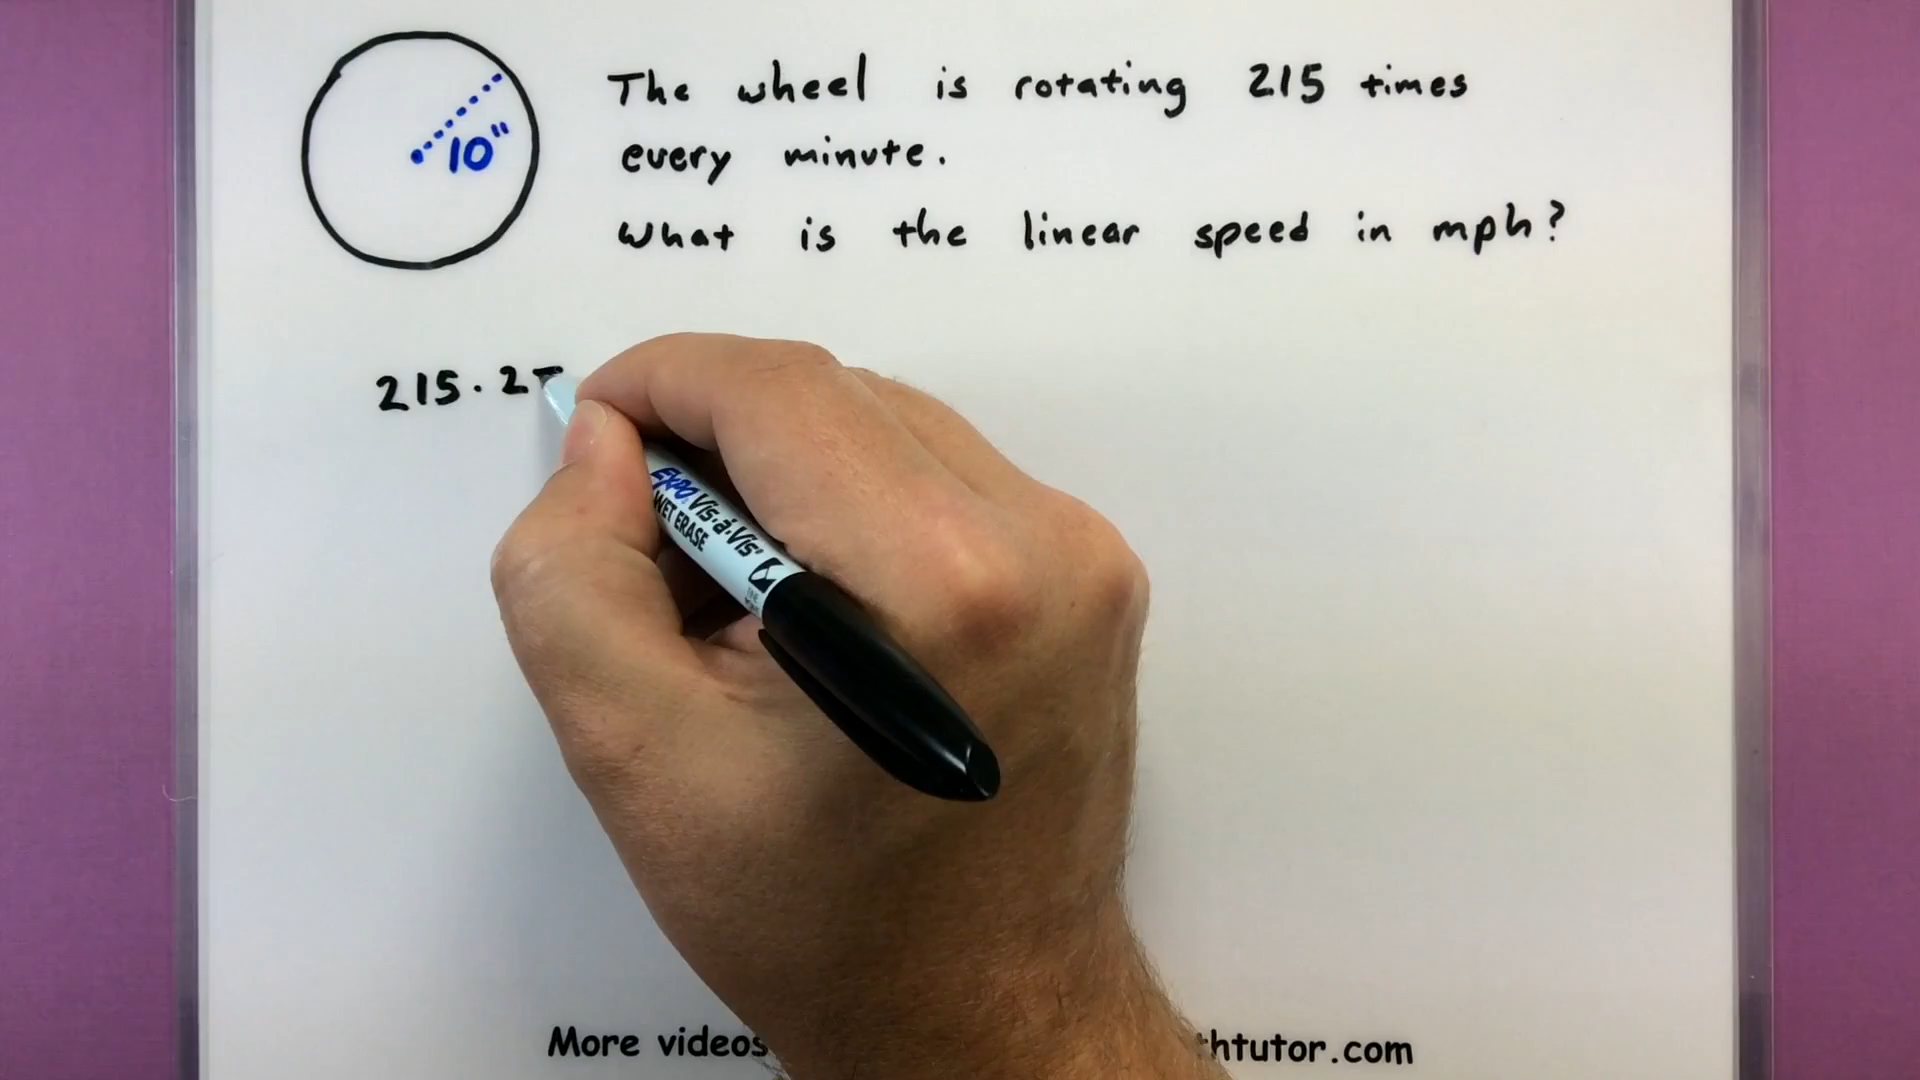 The wheel is rotating 215 times
every minute.
10"
What is the linear speed in mph?
215 · 2
EXPO Vis-à-Vis
WET ERASE
More videos
thtutor.com